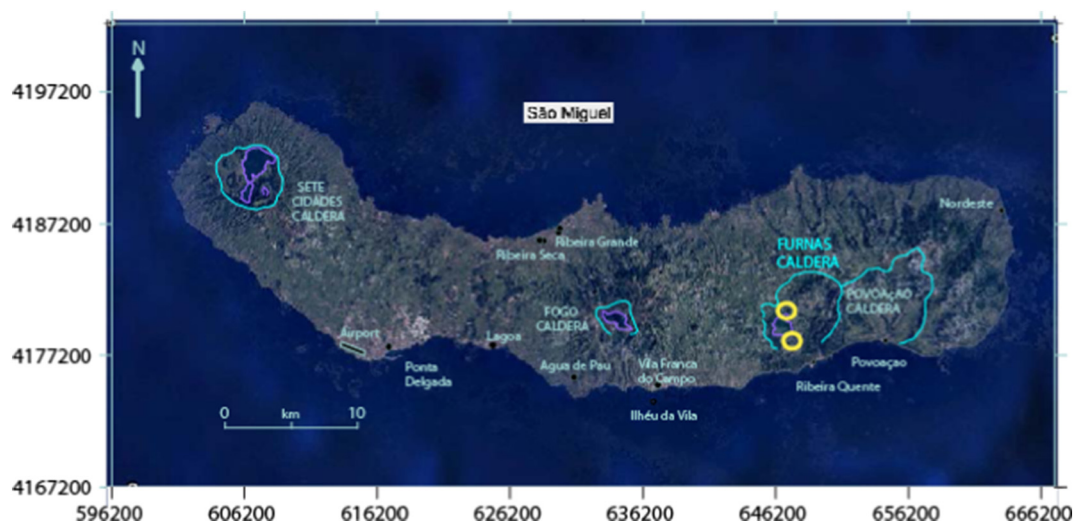 N
São Miguel
4197200
4187200
4177200
4167200
SETE
CIDADES
CALDERA
Nordeste
Ribeira Grande
Ribeira Seca
FURNAS
CALDERA
POVOAçAO
CALDERA
FOGO
CALDERA
Airport
Lagoa
Ponta
Delgada
Agua de Pau
Vila Franca
do Campo
Povoaçao
Ribeira Quente
Ilhéu da Vila
0 km 10
596200 606200 616200 626200 636200 646200 656200 666200